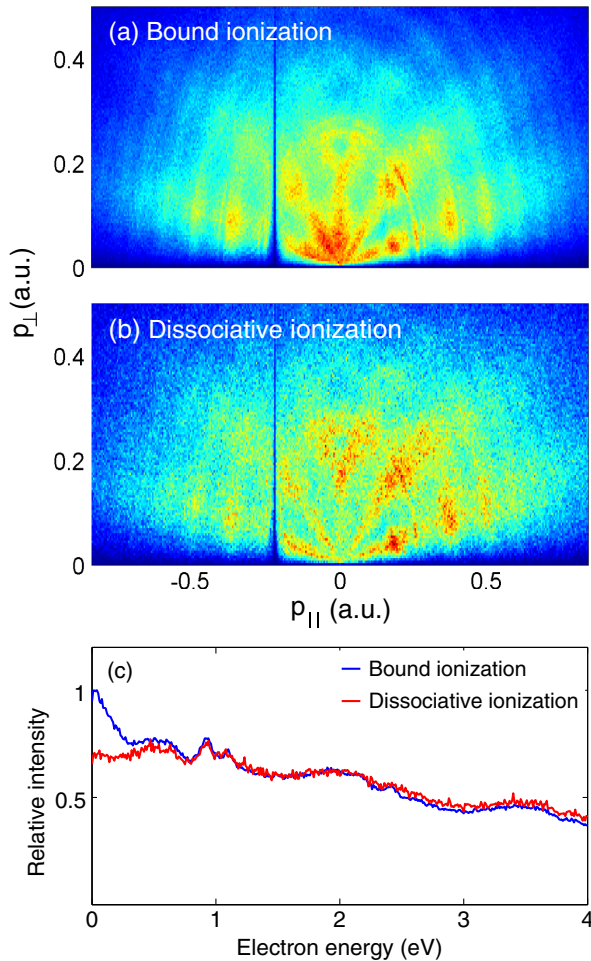 (a) Bound ionization
0.4
0.2
0
p⊥ (a.u.)
(b) Dissociative ionization
0.4
0.2
0
-0.5 0 0.5
p|| (a.u.)
(c)
Bound ionization
Dissociative ionization
1
0.5
Relative intensity
0 1 2 3 4
Electron energy (eV)